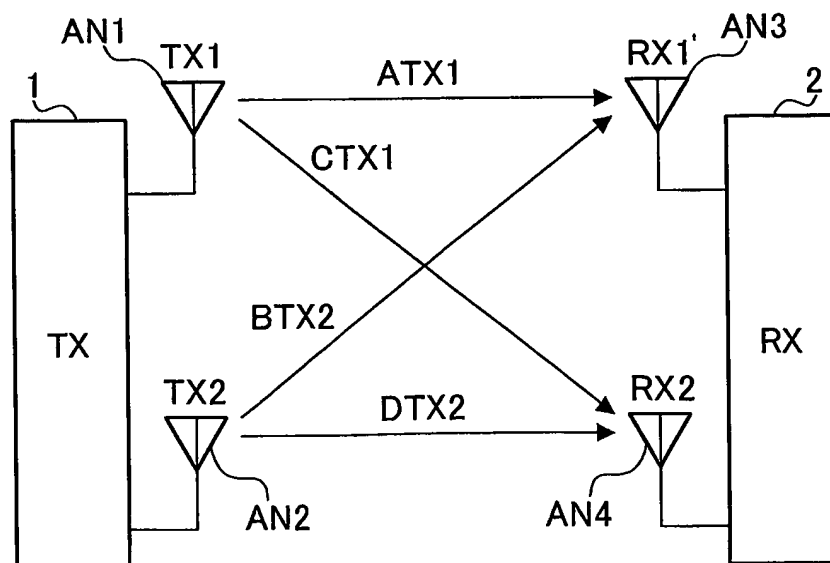 AN1
TX1
ATX1
RX1'
AN3
1
2
CTX1
TX
BTX2
RX
TX2
DTX2
RX2
AN2
AN4